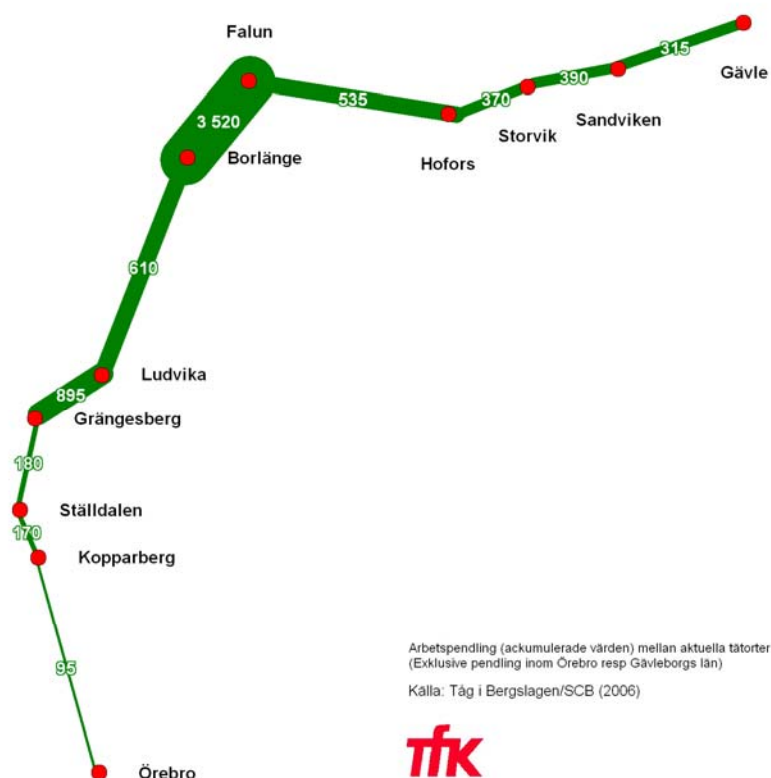 Falun
Gävle
315
390
Sandviken
370
Storvik
535
Hofors
3 520
Borlänge
610
Ludvika
895
Grängesberg
180
Ställdalen
170
Kopparberg
95
Örebro
Arbetspendling (ackumulerade värden) mellan aktuella tätorter
(Exklusive pendling inom Örebro resp Gävleborgs län)
Källa: Tåg i Bergslagen/SCB (2006)
TfK